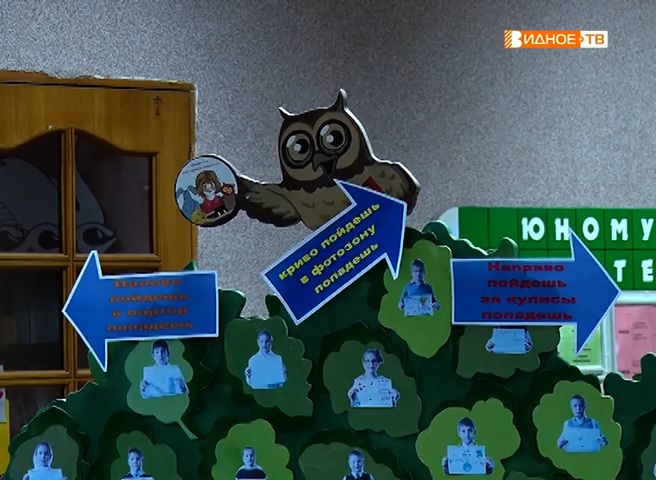 ВИДНОЕ-ТВ
криво пойдешь
в фотозону
попадешь
ЮНОМУ
ТЕ
Налево
пойдешь
в партер
попадешь
Направо
пойдешь
за кулисы
попадешь